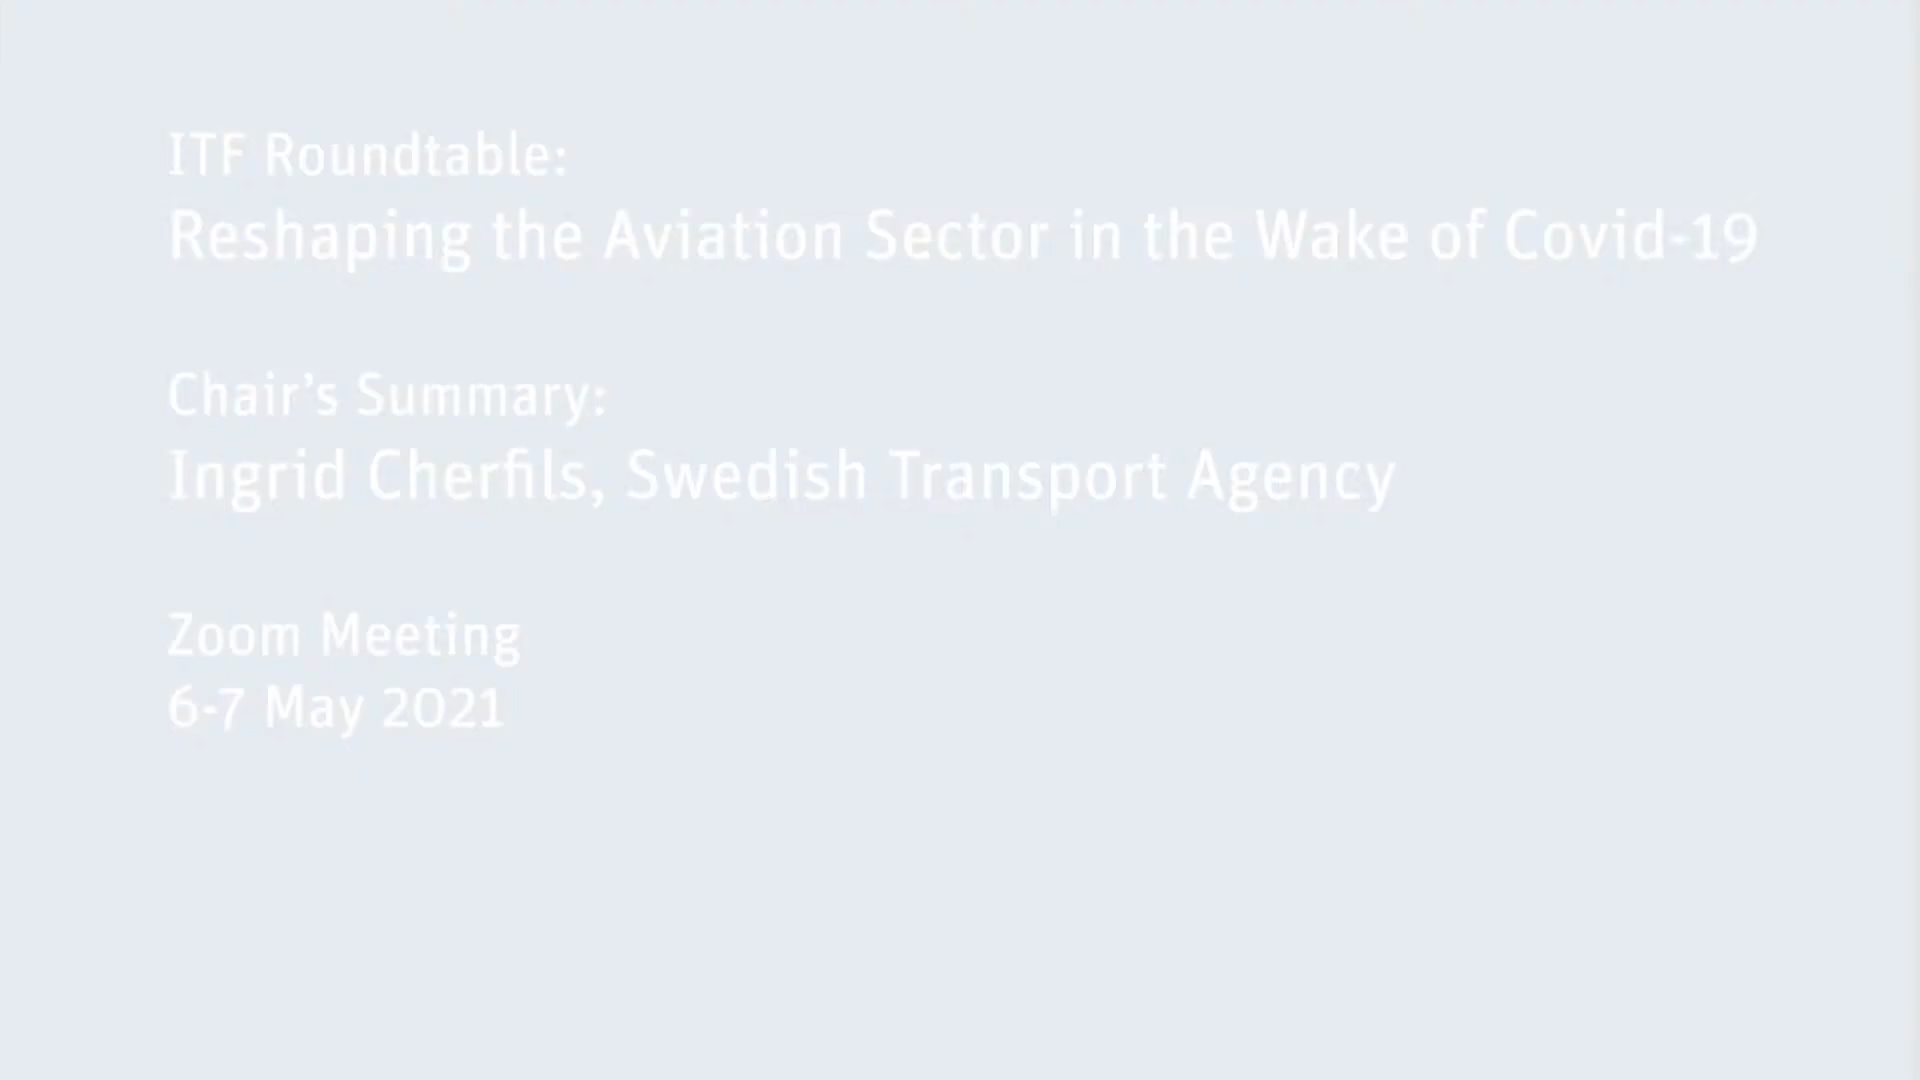 ITF Roundtable:
Reshaping the Aviation Sector in the Wake of Covid-19
Chair’s Summary:
Ingrid Cherfils, Swedish Transport Agency
Zoom Meeting
6-7 May 2021